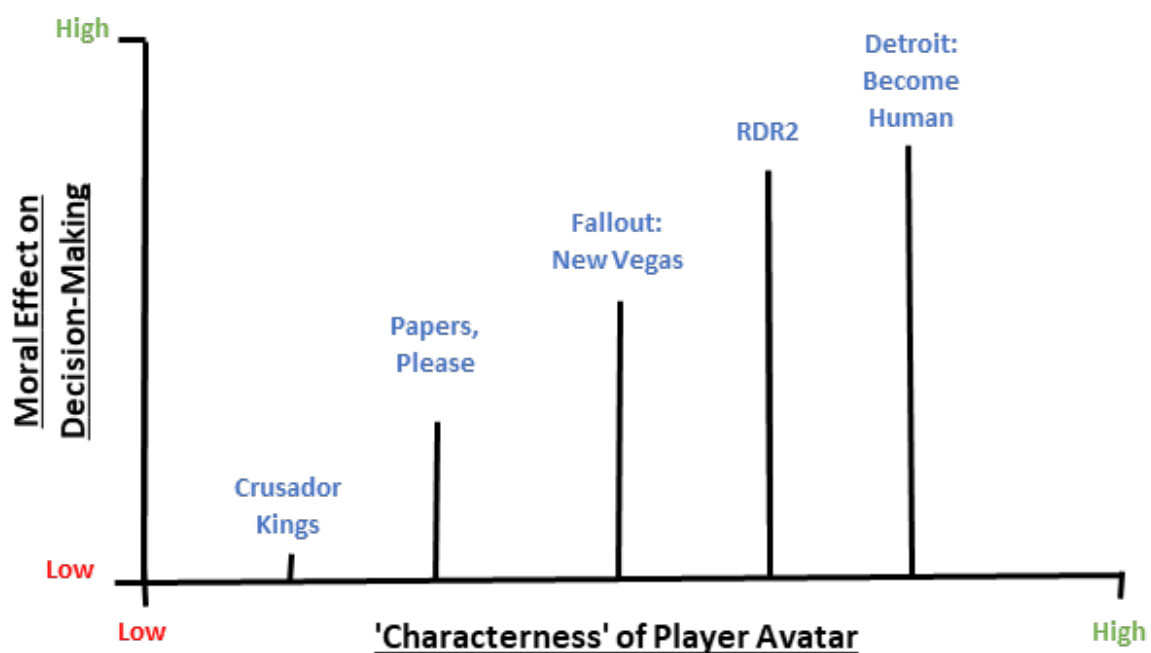 High
Detroit:
Become
Human
RDR2
Fallout:
New Vegas
Papers,
Please
Crusador
Kings
Moral Effect on
Decision-Making
Low
Low
'Characterness' of Player Avatar
High